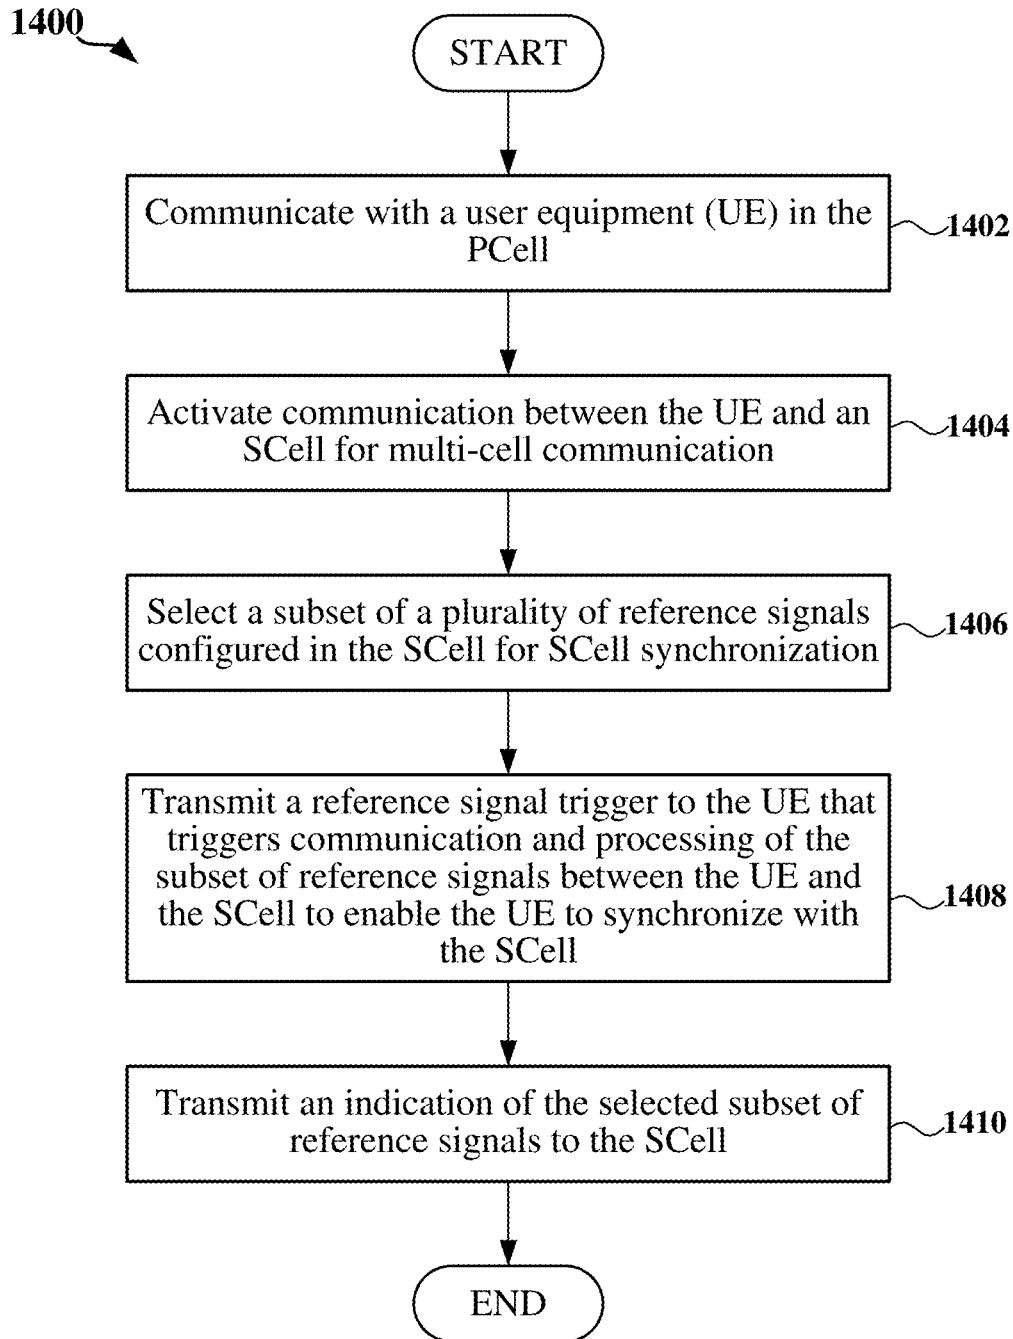 1400
START
Communicate with a user equipment (UE) in the
PCell
1402
Activate communication between the UE and an
SCell for multi-cell communication
1404
Select a subset of a plurality of reference signals
configured in the SCell for SCell synchronization
1406
Transmit a reference signal trigger to the UE that
triggers communication and processing of the
subset of reference signals between the UE and
the SCell to enable the UE to synchronize with
the SCell
1408
Transmit an indication of the selected subset of
reference signals to the SCell
1410
END